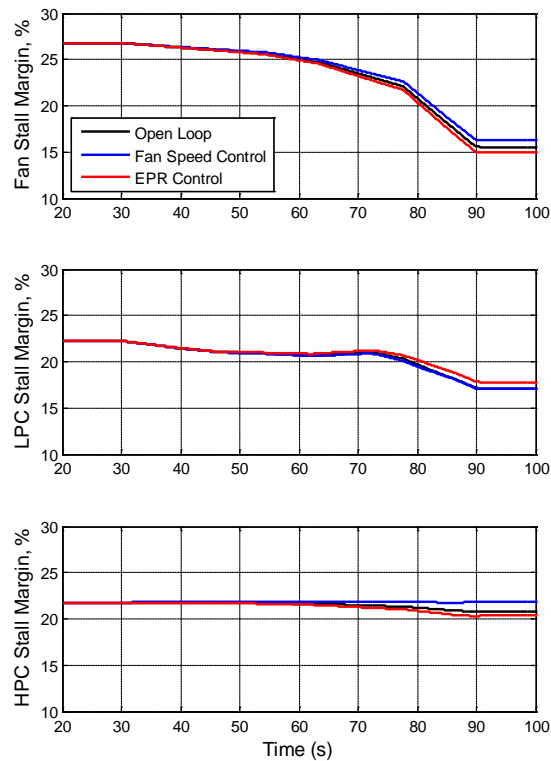 Fan Stall Margin, %
30
25
20
15
10
Open Loop
Fan Speed Control
EPR Control
20 30 40 50 60 70 80 90 100
LPC Stall Margin, %
30
25
20
15
10
20 30 40 50 60 70 80 90 100
HPC Stall Margin, %
30
25
20
15
10
20 30 40 50 60 70 80 90 100
Time (s)